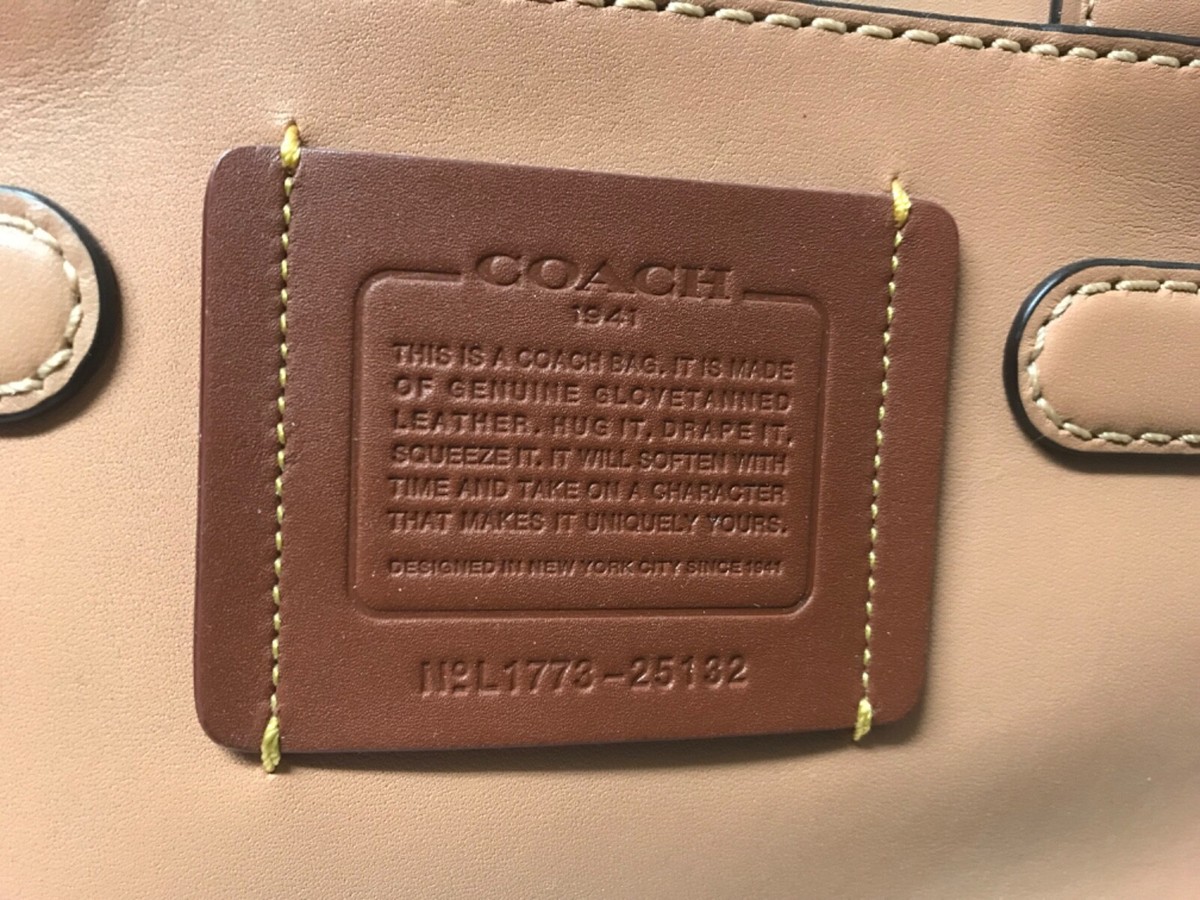 COACH
1941
THIS IS A COACH BAG. IT IS MADE
OF GENUINE GLOVETANNED
LEATHER. HUG IT. DRAPE IT.
SQUEEZE IT. IT WILL SOFTEN WITH
TIME AND TAKE ON A CHARACTER
THAT MAKES IT UNIQUELY YOURS.
DESIGNED IN NEW YORK CITY SINCE 1941
Nº L1773-25132